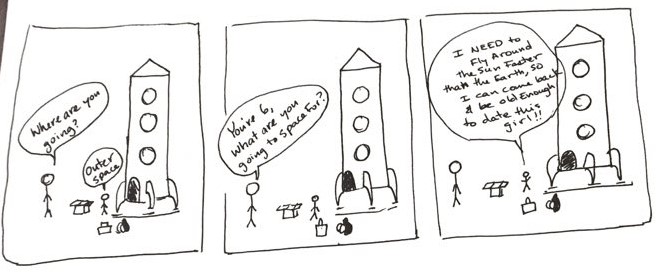 Where are you
going?
outer
space
You're 6,
what are you
going to space for?
I NEED to
Fly Around
the Sun Faster
than the Earth, so
I can come back
& be old Enough
to date this
girl!!